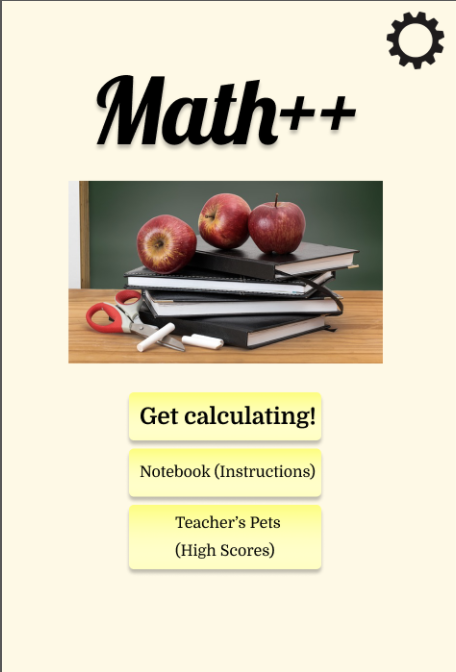 Math++
Get calculating!
Notebook (Instructions)
Teacher’s Pets
(High Scores)